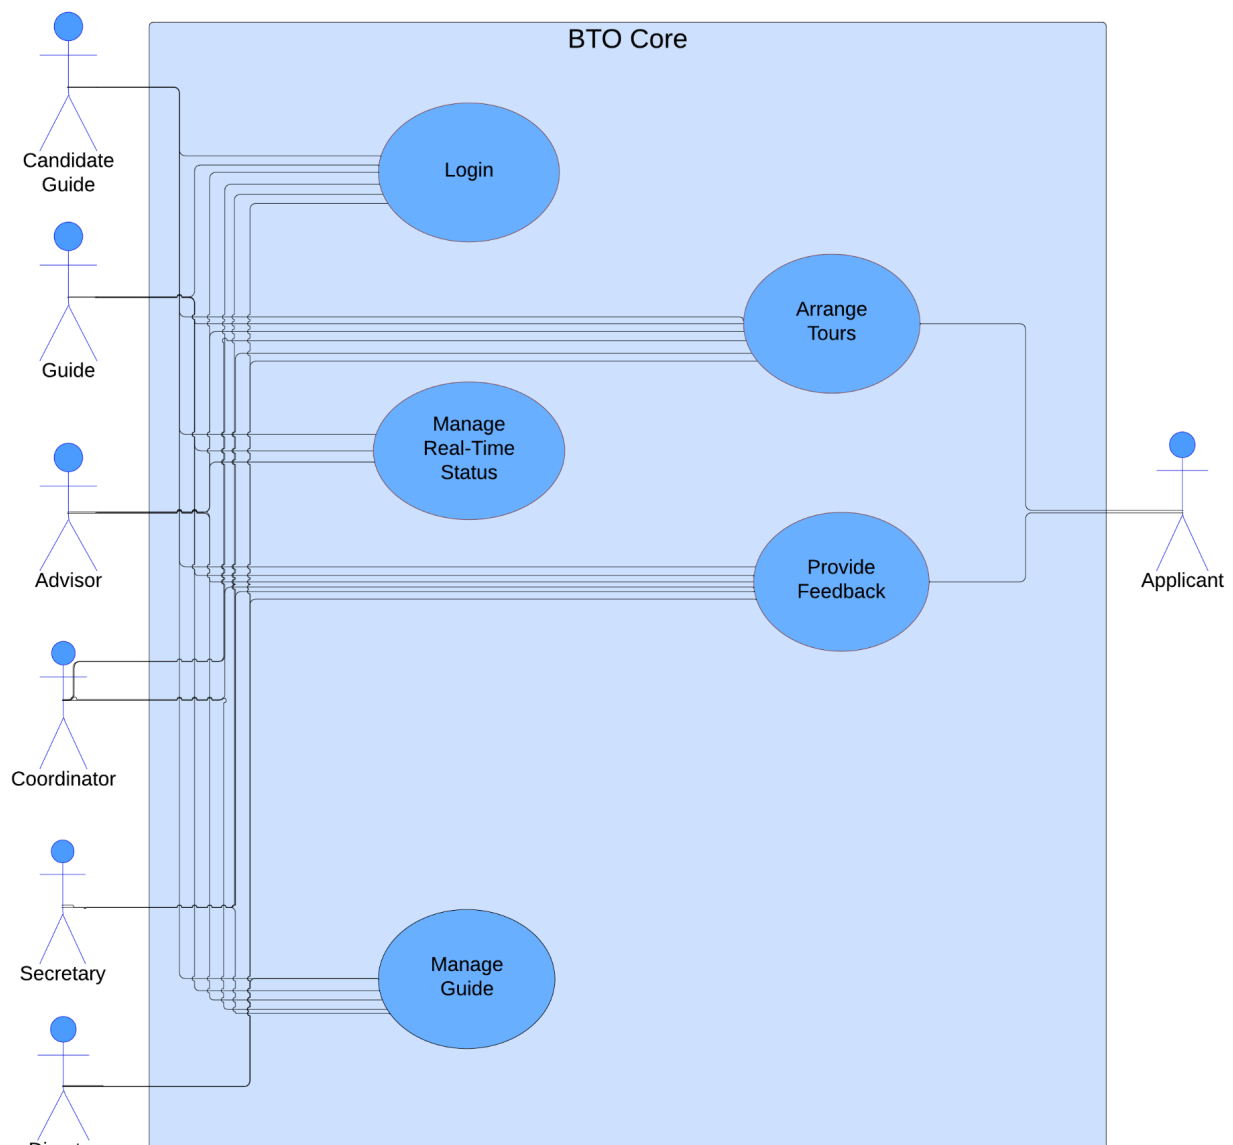 BTO Core
Candidate
Guide
Login
Guide
Arrange
Tours
Manage
Real-Time
Status
Advisor
Provide
Feedback
Applicant
Coordinator
Secretary
Manage
Guide